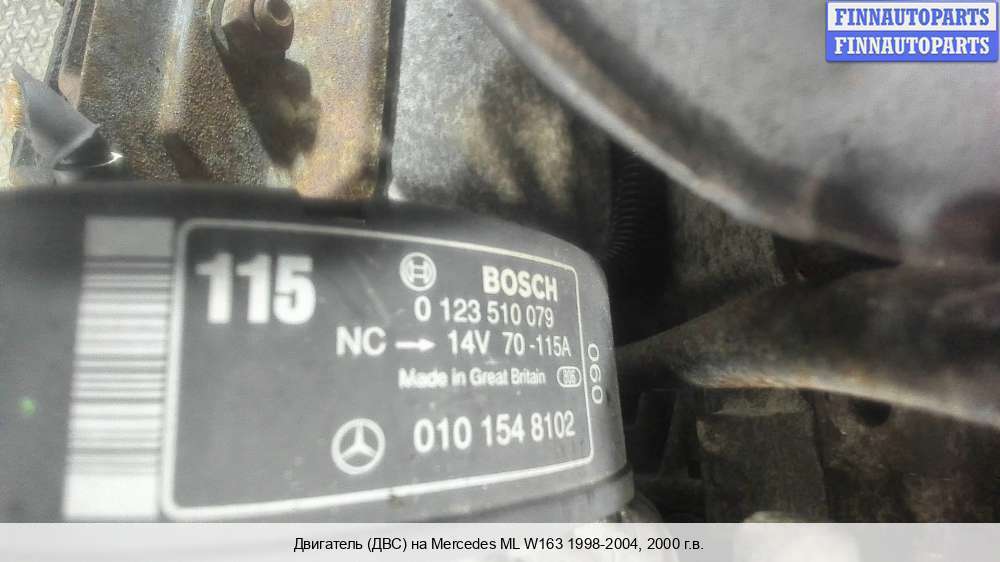 FINNAUTOPARTS
FINNAUTOPARTS
115
BOSCH
0 123 510 079
NC → 14V 70-115A
Made in Great Britain 806
060
010 154 8102
Двигатель (ДВС) на Mercedes ML W163 1998-2004, 2000 г.в.